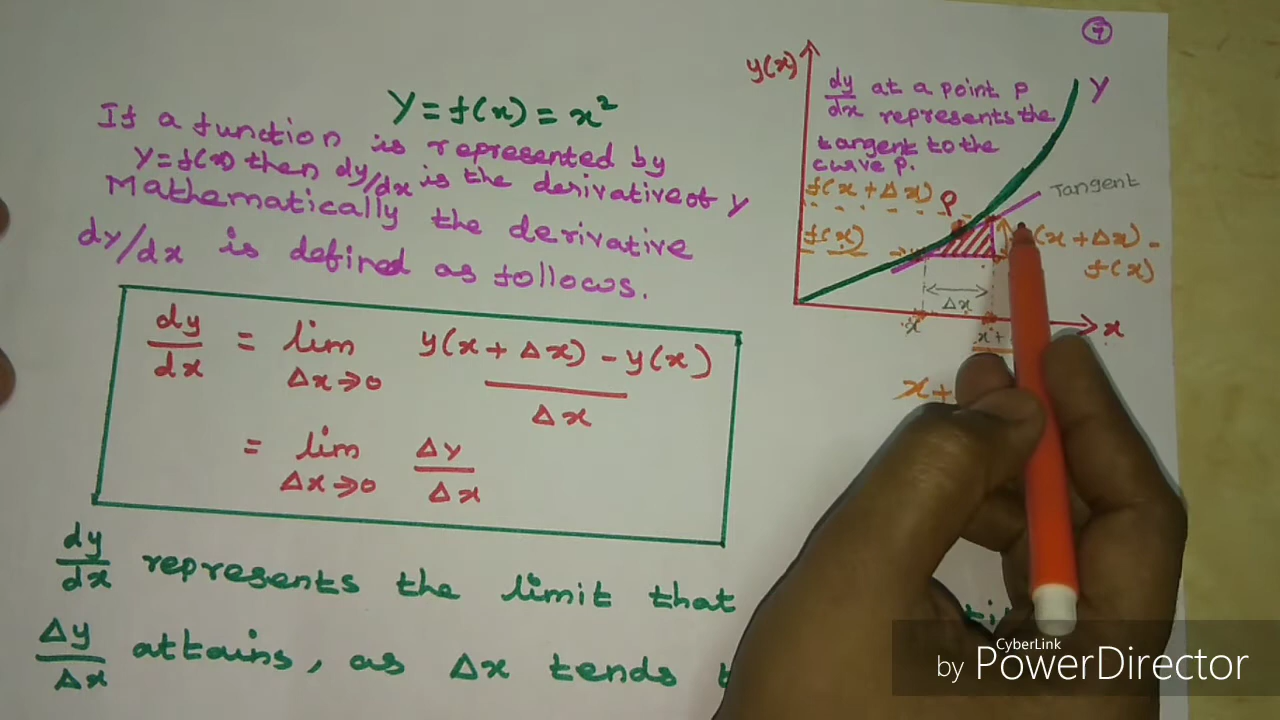 7
Y = f(x) = x²
If a function is represented by
Y = f(x) then dy/dx is the derivative of Y
Mathematically the derivative
dy/dx is defined as follows.
dy/dx = lim Δx→0 y(x + Δx) - y(x) / Δx
= lim Δx→0 Δy / Δx
dy/dx represents the limit that
Δy/Δx attains, as Δx tends
y(x)
dy/dx at a point P
represents the
tangent to the
curve P.
Y
f(x + Δx)
P
Tangent
f(x)
(x + Δx) -
f(x)
Δx
x
x +
x
x +
CyberLink
by PowerDirector